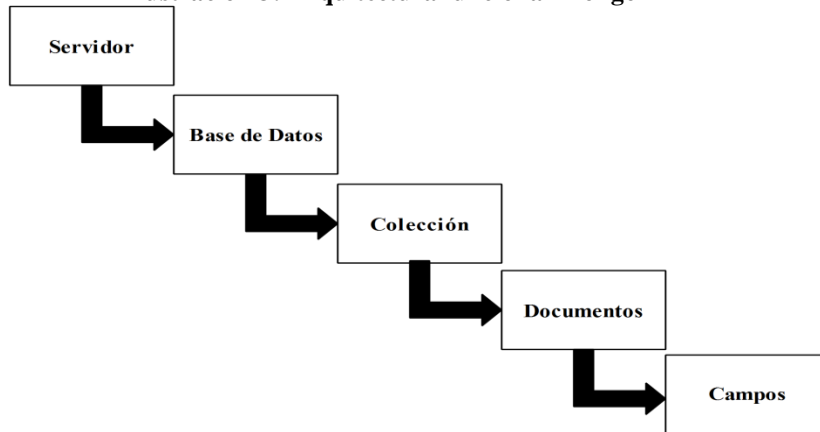 Servidor
Base de Datos
Colección
Documentos
Campos